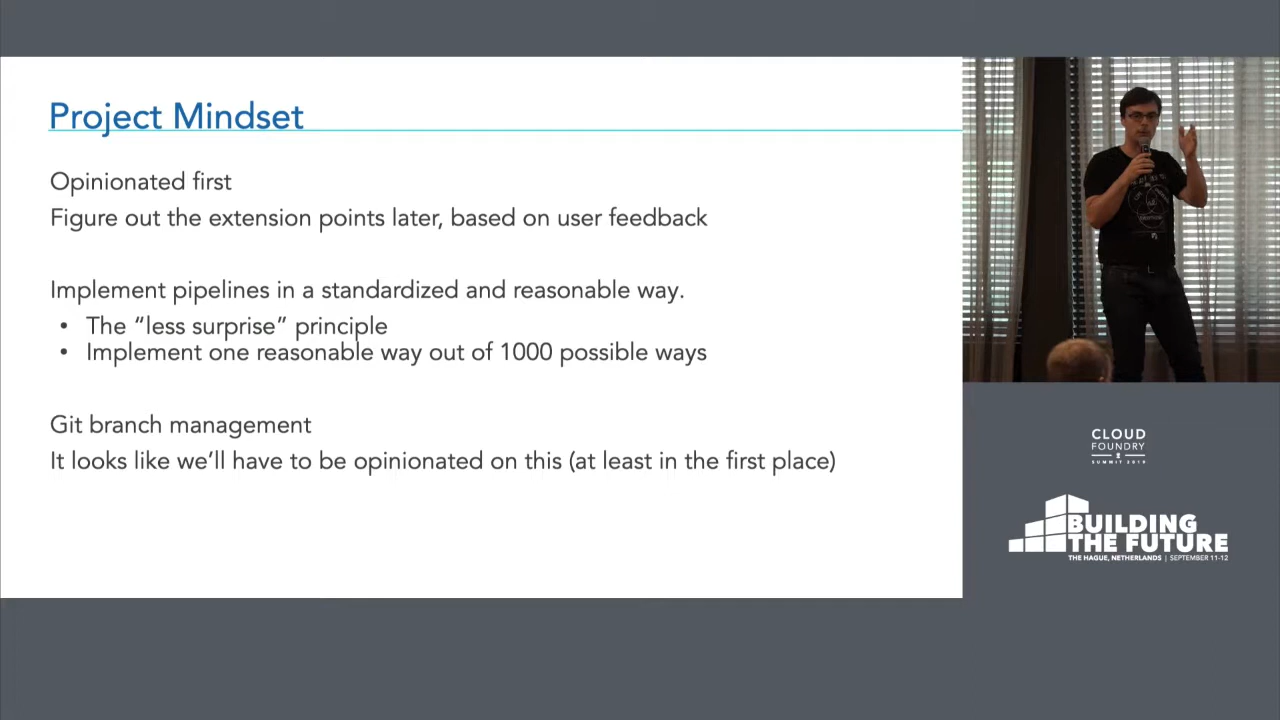 Project Mindset
Opinionated first
Figure out the extension points later, based on user feedback
Implement pipelines in a standardized and reasonable way.
• The “less surprise” principle
• Implement one reasonable way out of 1000 possible ways
Git branch management
It looks like we’ll have to be opinionated on this (at least in the first place)
CLOUD
FOUNDRY
SUMMIT 2019
BUILDING
THE FUTURE
THE HAGUE, NETHERLANDS | SEPTEMBER 11-12